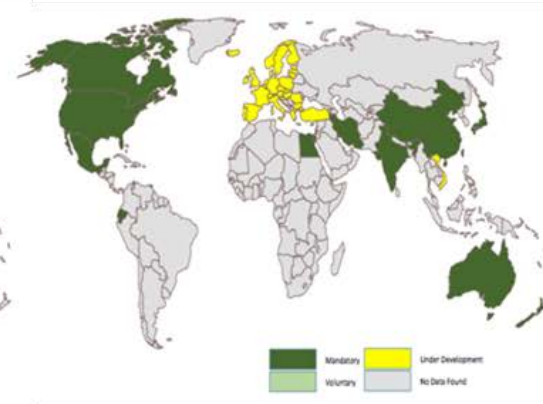 Mandatory
Under Development
Voluntary
No Data Found